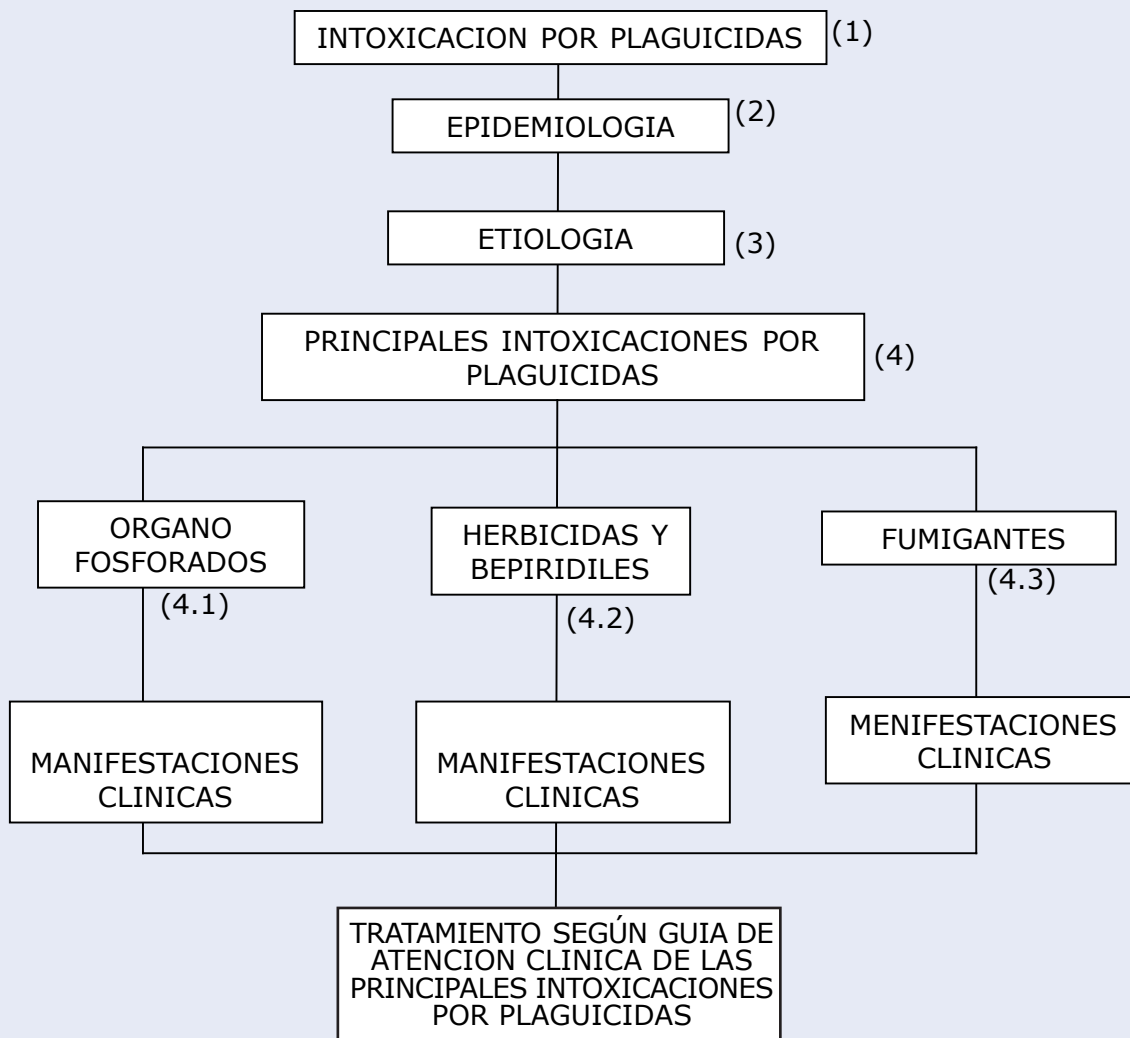 INTOXICACION POR PLAGUICIDAS (1)
EPIDEMIOLOGIA (2)
ETIOLOGIA (3)
PRINCIPALES INTOXICACIONES POR
PLAGUICIDAS
(4)
ORGANO
FOSFORADOS
(4.1)
HERBICIDAS Y
BEPIRIDILES
(4.2)
FUMIGANTES
(4.3)
MANIFESTACIONES
CLINICAS
MANIFESTACIONES
CLINICAS
MENIFESTACIONES
CLINICAS
TRATAMIENTO SEGÚN GUIA DE
ATENCION CLINICA DE LAS
PRINCIPALES INTOXICACIONES
POR PLAGUICIDAS